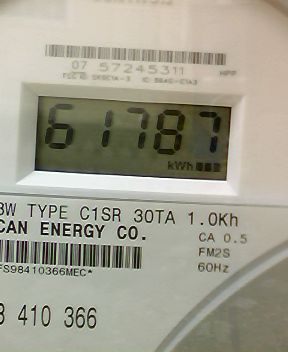 07 57245311
HPP
61787
kWh
3W TYPE C1SR 30TA 1.0Kh
CAN ENERGY CO.
CA 0.5
FM2S
60Hz
FS98410366MEC*
410 366